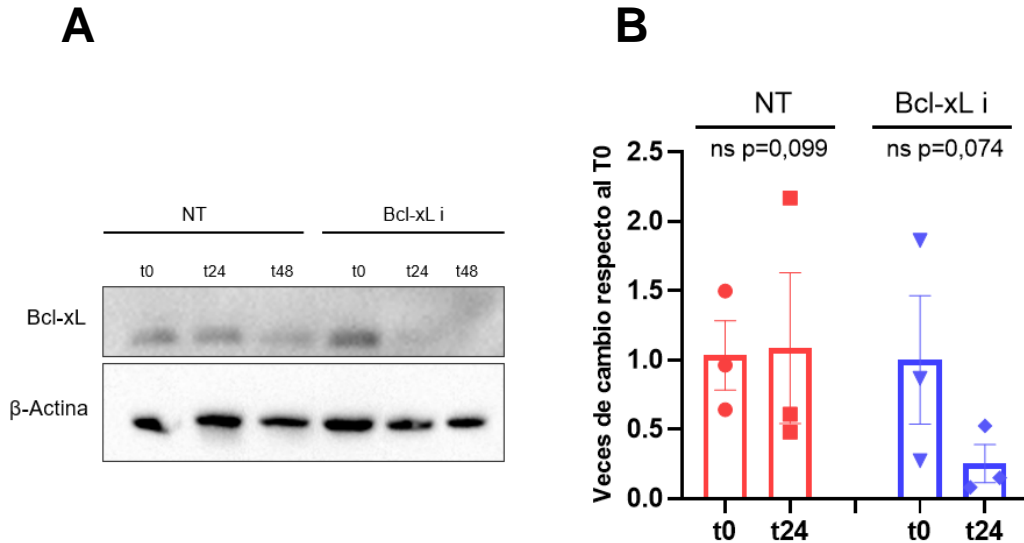 A
NT
Bcl-xL i
t0 t24 t48 t0 t24 t48
Bcl-xL
β-Actina
B
NT
Bcl-xL i
ns p=0,099
ns p=0,074
Veces de cambio respecto al T0
2.5
2.0
1.5
1.0
0.5
0.0
t0 t24 t0 t24